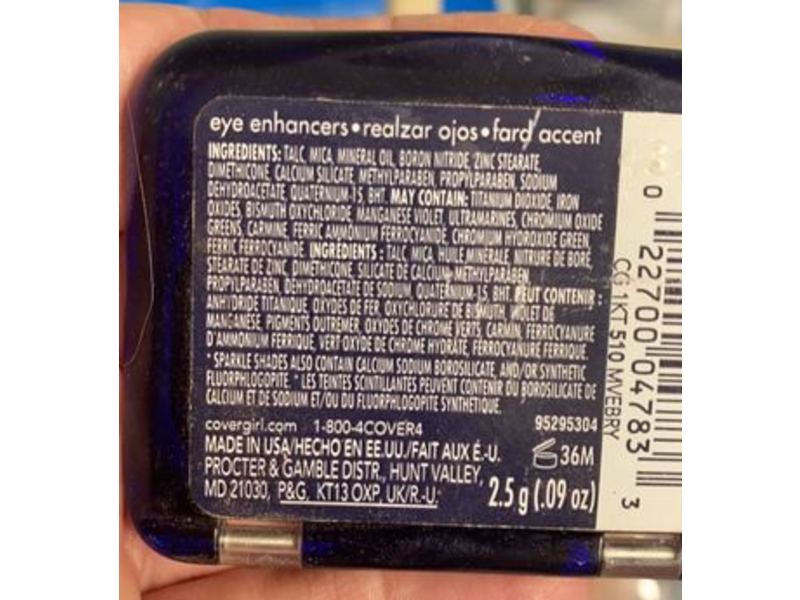 eye enhancers•realzar ojos•fard accent
INGREDIENTS: TALC, MICA, MINERAL OIL, BORON NITRIDE, ZINC STEARATE,
DIMETHICONE, CALCIUM SILICATE, METHYLPARABEN, PROPYLPARABEN, SODIUM
DEHYDROACETATE, QUATERNIUM-15, BHT. MAY CONTAIN: TITANIUM DIOXIDE, IRON
OXIDES, BISMUTH OXYCHLORIDE, MANGANESE VIOLET, ULTRAMARINES, CHROMIUM OXIDE
GREENS, CARMINE, FERRIC AMMONIUM FERROCYANIDE, CHROMIUM HYDROXIDE GREEN,
FERRIC FERROCYANIDE. INGRÉDIENTS : TALC, MICA, HUILE MINÉRALE, NITRURE DE BORE,
STÉARATE DE ZINC, DIMETHICONE, SILICATE DE CALCIUM, METHYLPARABEN,
PROPYLPARABEN, DEHYDROACETATE DE SODIUM, QUATERNIUM-15, BHT. PEUT CONTENIR :
ANHYDRIDE TITANIQUE, OXYDES DE FER, OXYCHLORURE DE BISMUTH, VIOLET DE
MANGANÈSE, PIGMENTS OUTREMER, OXYDES DE CHROME VERTS, CARMIN, FERROCYANURE
D'AMMONIUM FERRIQUE, VERT OXYDE DE CHROME HYDRATÉ, FERROCYANURE FERRIQUE.
*SPARKLE SHADES ALSO CONTAIN CALCIUM SODIUM BOROSILICATE, AND/OR SYNTHETIC
FLUORPHLOGOPITE. * LES TEINTES SCINTILLANTES PEUVENT CONTENIR DU BOROSILICATE DE
CALCIUM ET DE SODIUM ET/OU DU FLUORPHLOGOPITE SYNTHÉTIQUE.
covergirl.com 1-800-4COVER4 95295304
MADE IN USA/HECHO EN EE.UU./FAIT AUX É.-U. 36M
PROCTER & GAMBLE DISTR., HUNT VALLEY,
MD 21030, P&G, KT13 0XP, UK/R.-U. 2.5 g (.09 oz)
CG 1KT 510 MVEBRY
0 22700 04783 3